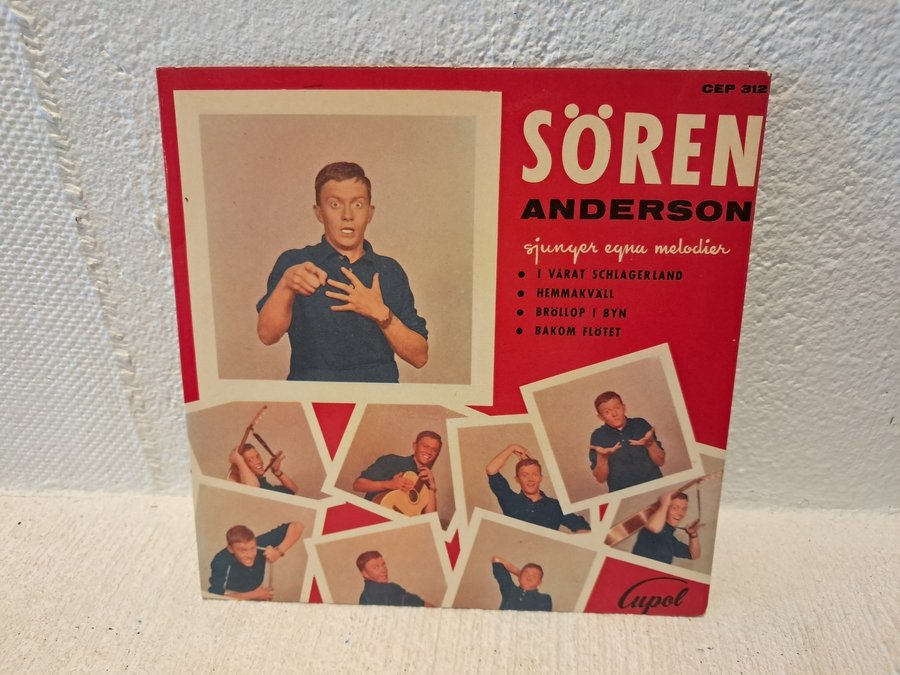 CEP 312
SÖREN
ANDERSON
sjunger egna melodier
• I VÅRAT SCHLAGERLAND
• HEMMAKVÄLL
• BRÖLLOP I BYN
• BAKOM FLÖTET
Cupol